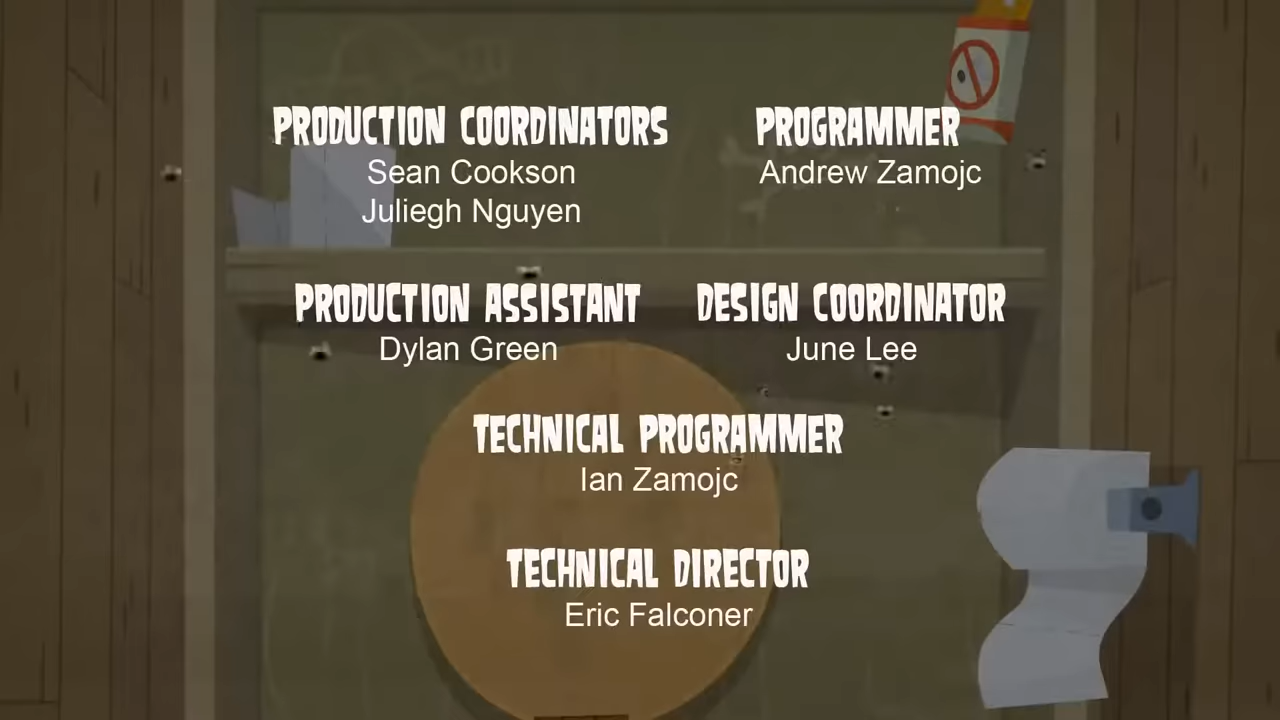 PRODUCTION COORDINATORS
Sean Cookson
Juliegh Nguyen
PROGRAMMER
Andrew Zamojc
PRODUCTION ASSISTANT
Dylan Green
DESIGN COORDINATOR
June Lee
TECHNICAL PROGRAMMER
Ian Zamojc
TECHNICAL DIRECTOR
Eric Falconer